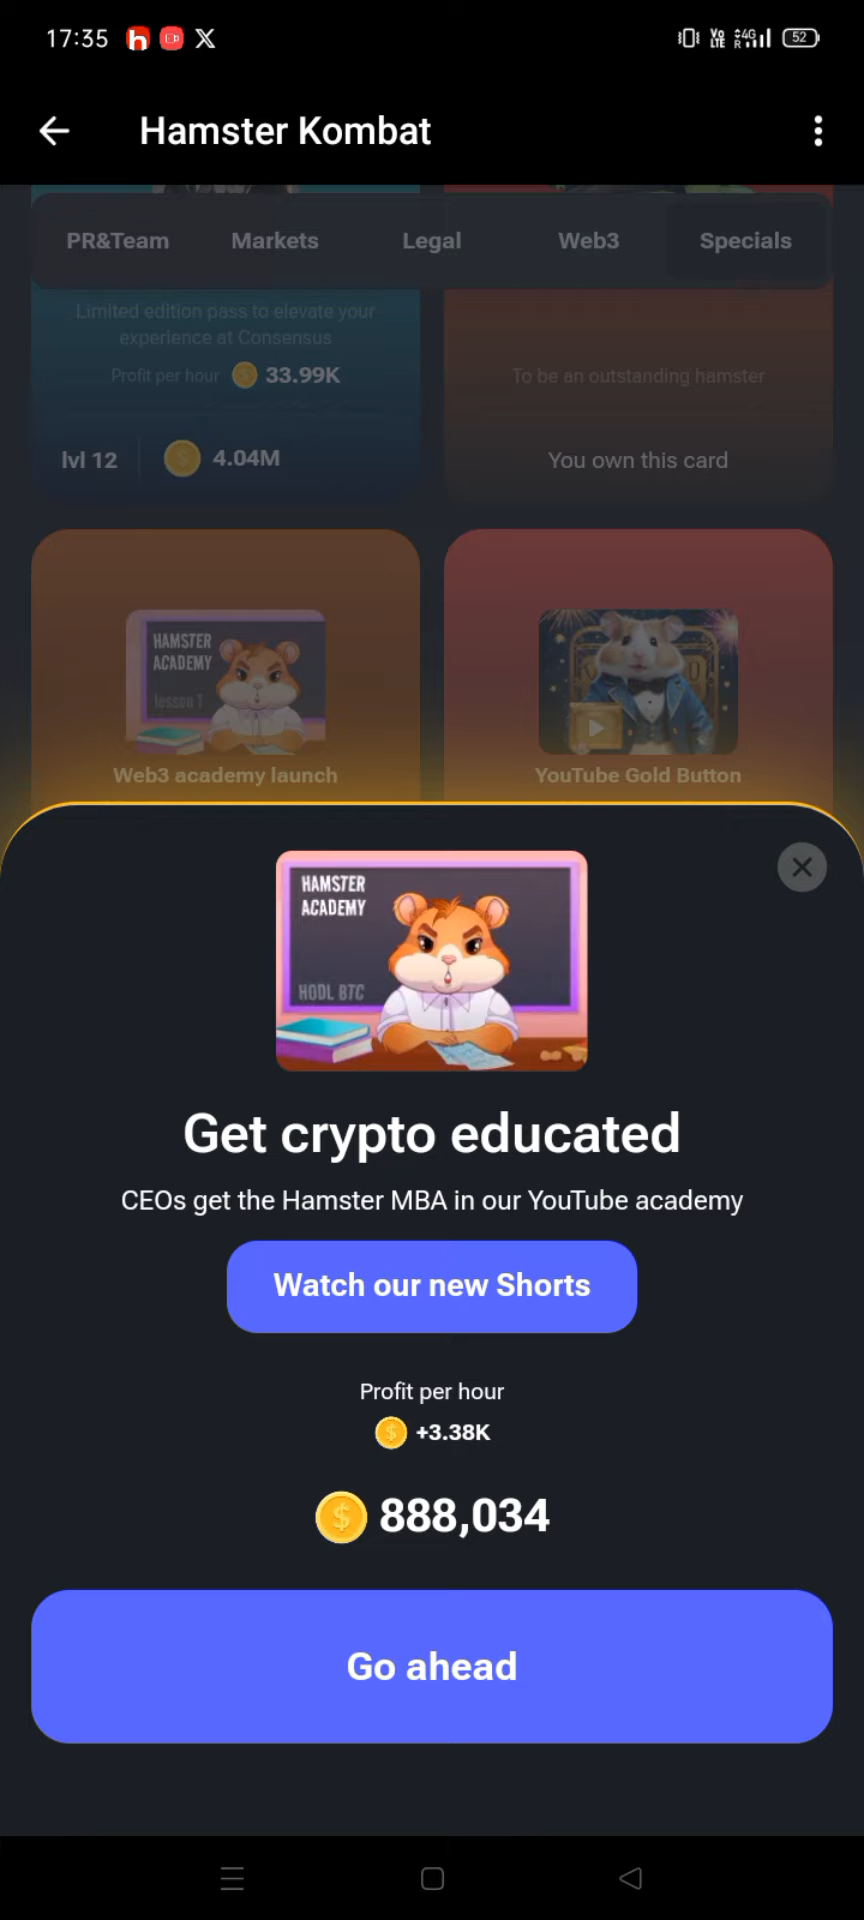 17:35
Vo LTE
4G
R
52
Hamster Kombat
PR&Team Markets Legal Web3 Specials
Limited edition pass to elevate your
experience at Consensus
Profit per hour 33.99K
lvl 12 4.04M
To be an outstanding hamster
You own this card
HAMSTER
ACADEMY
lesson 1
Web3 academy launch
YouTube Gold Button
HAMSTER
ACADEMY
HODL BTC
Get crypto educated
CEOs get the Hamster MBA in our YouTube academy
Watch our new Shorts
Profit per hour
+3.38K
888,034
Go ahead